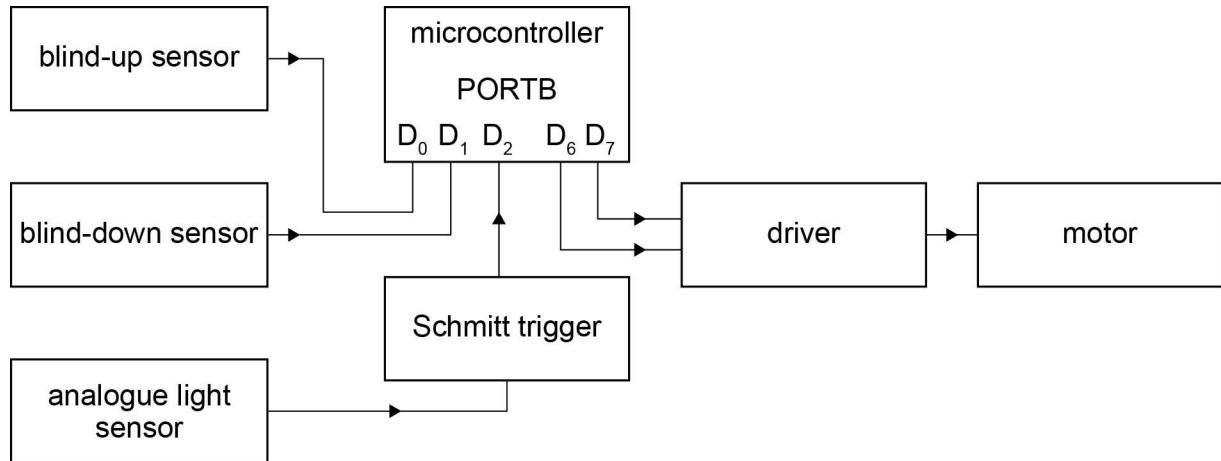 blind-up sensor
microcontroller
PORTB
D₀ D₁ D₂ D₆ D₇
blind-down sensor
driver
motor
Schmitt trigger
analogue light
sensor